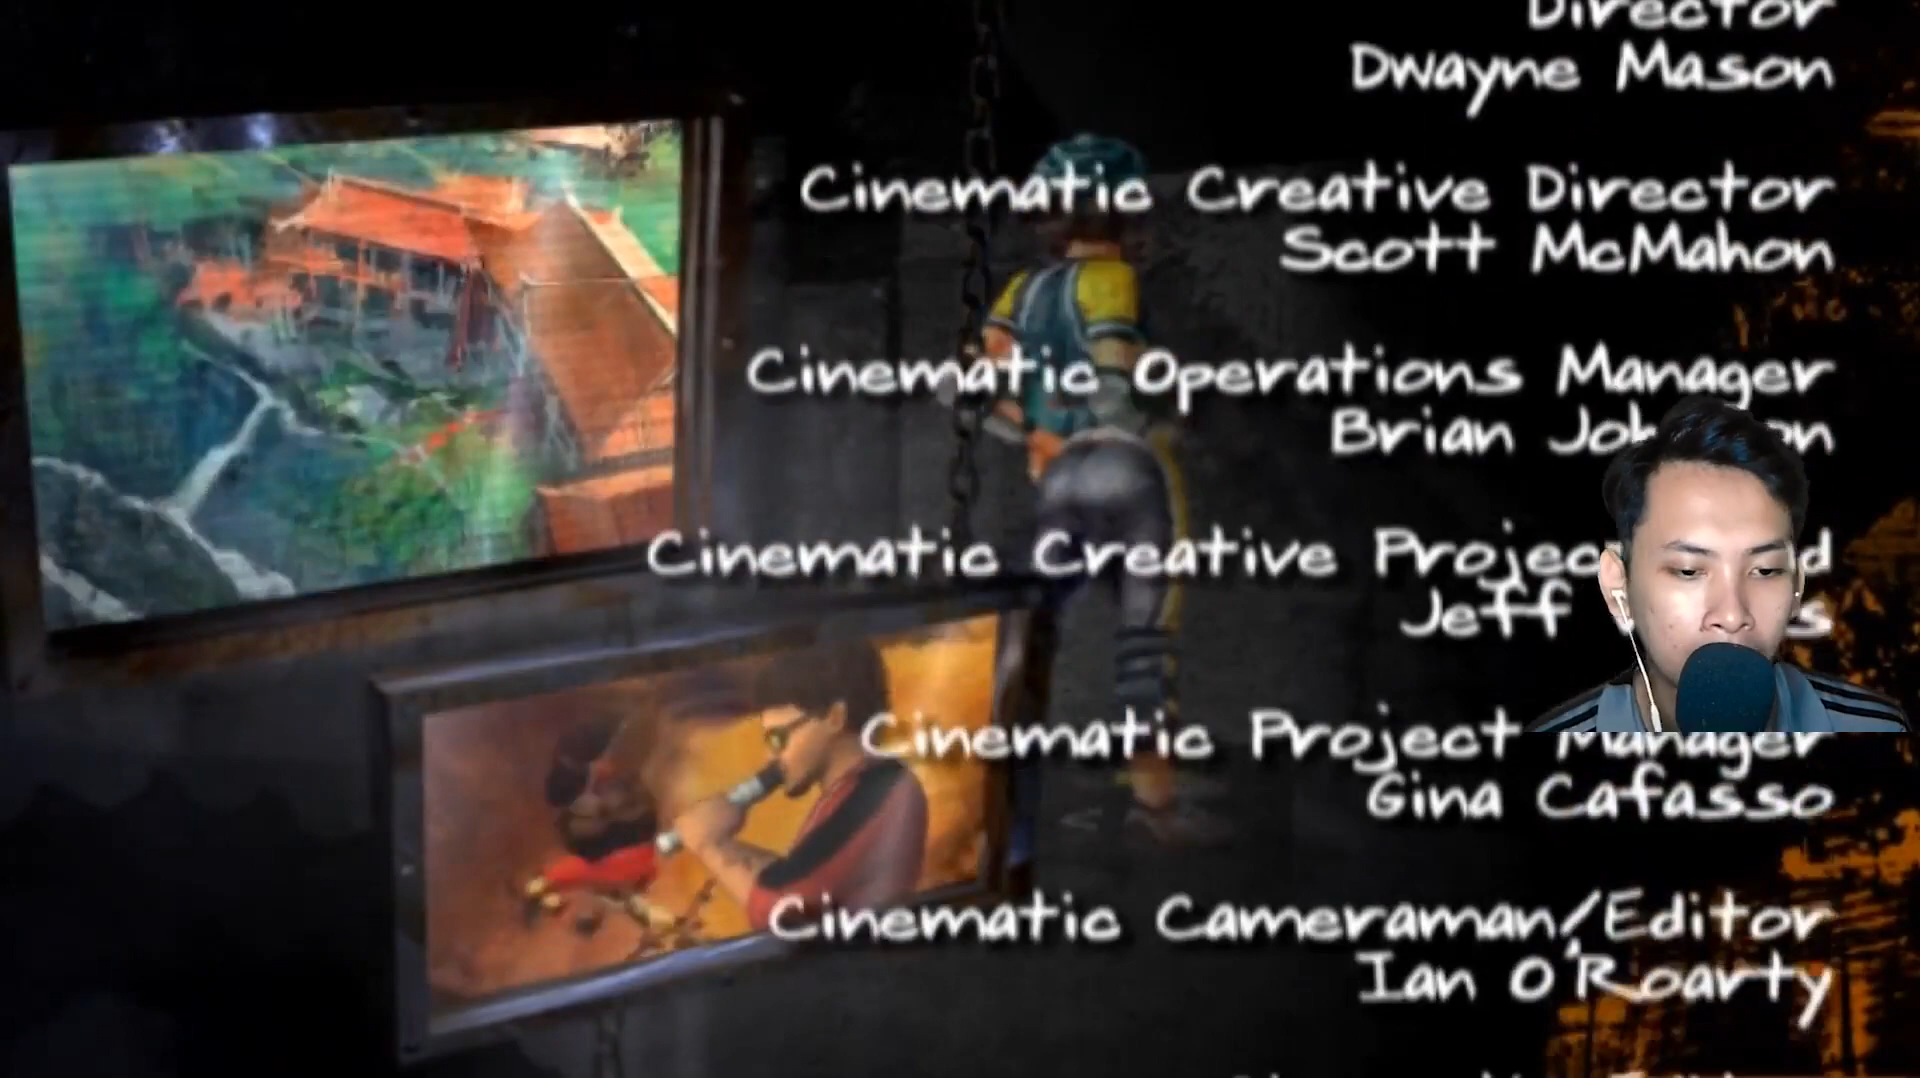 Director
Dwayne Mason
Cinematic Creative Director
Scott McMahon
Cinematic Operations Manager
Brian
Cinematic Creative
Jeff
Cinematic Project Manager
Gina Cafasso
Cinematic Cameraman/Editor
Ian O'Roarty